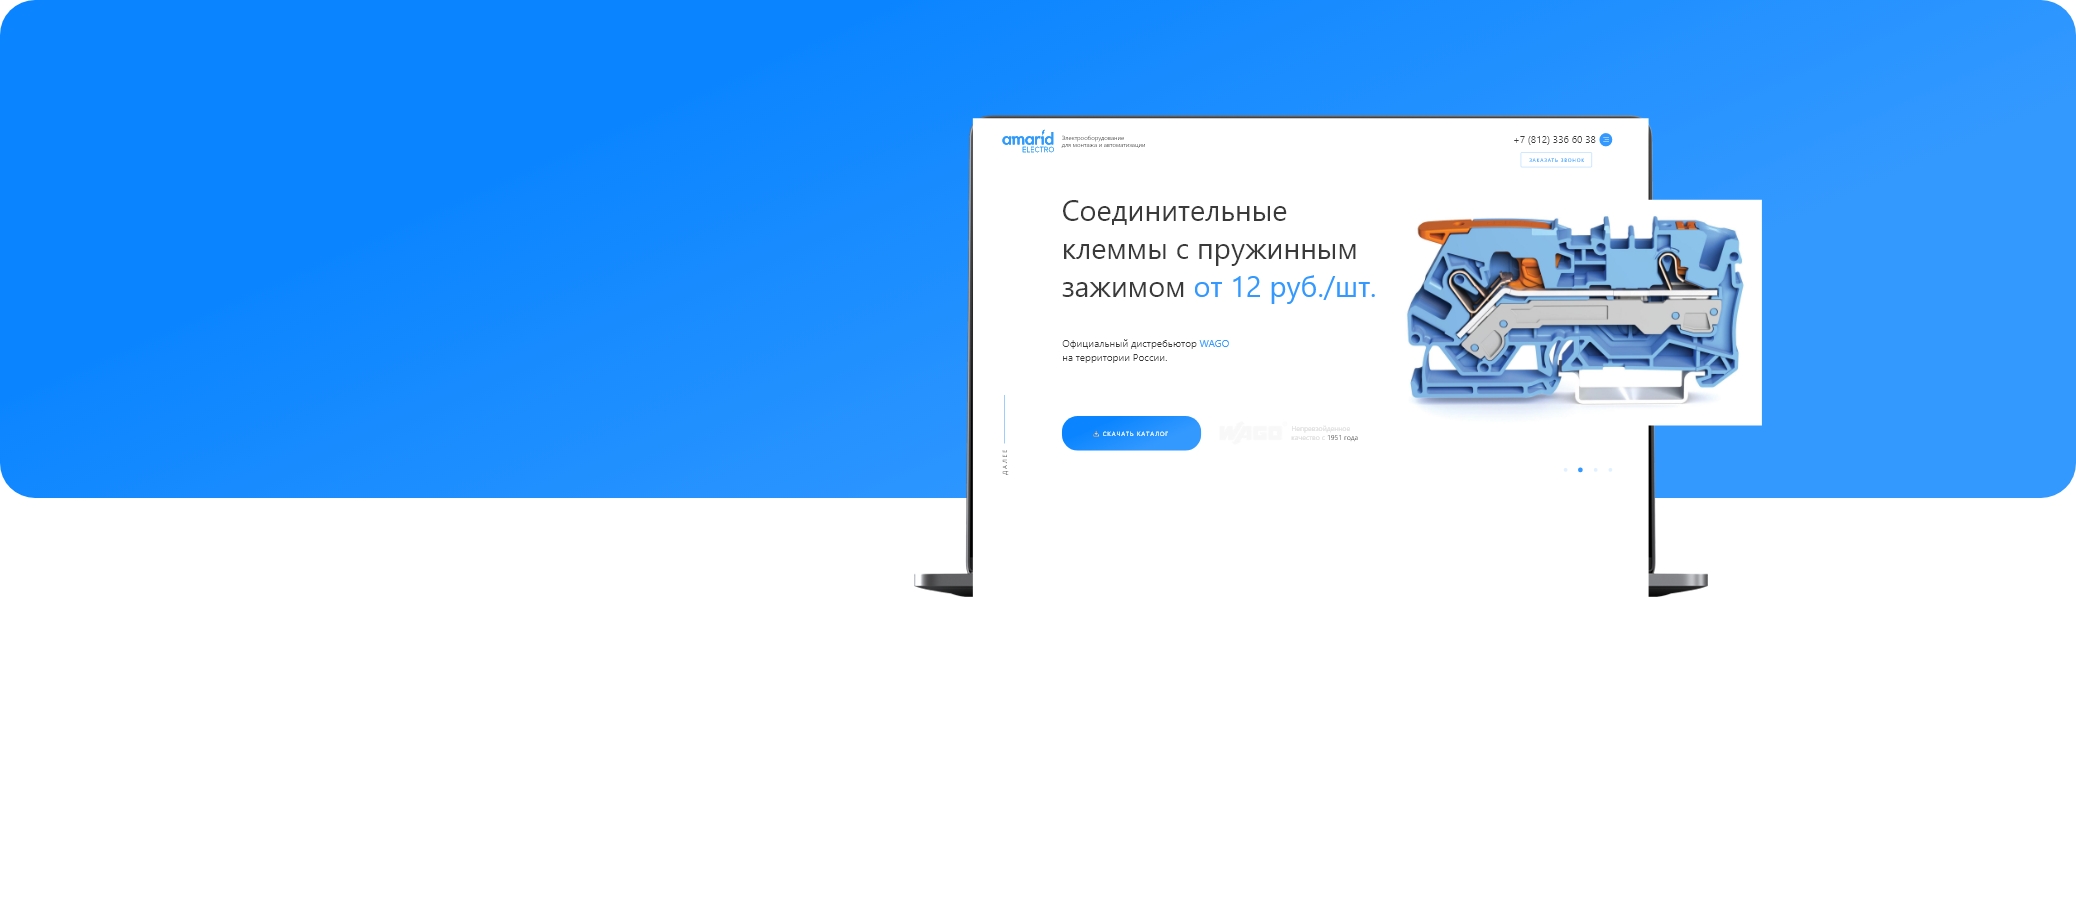 amarid
ELECTRO
Электрооборудование
для монтажа и автоматизации
+7 (812) 336 60 38
ЗАКАЗАТЬ ЗВОНОК
Соединительные
клеммы с пружинным
зажимом от 12 руб./шт.
Официальный дистребьютор WAGO
на территории России.
ДАЛЕЕ
СКАЧАТЬ КАТАЛОГ
WAGO
Непревзойденное
качество с 1951 года